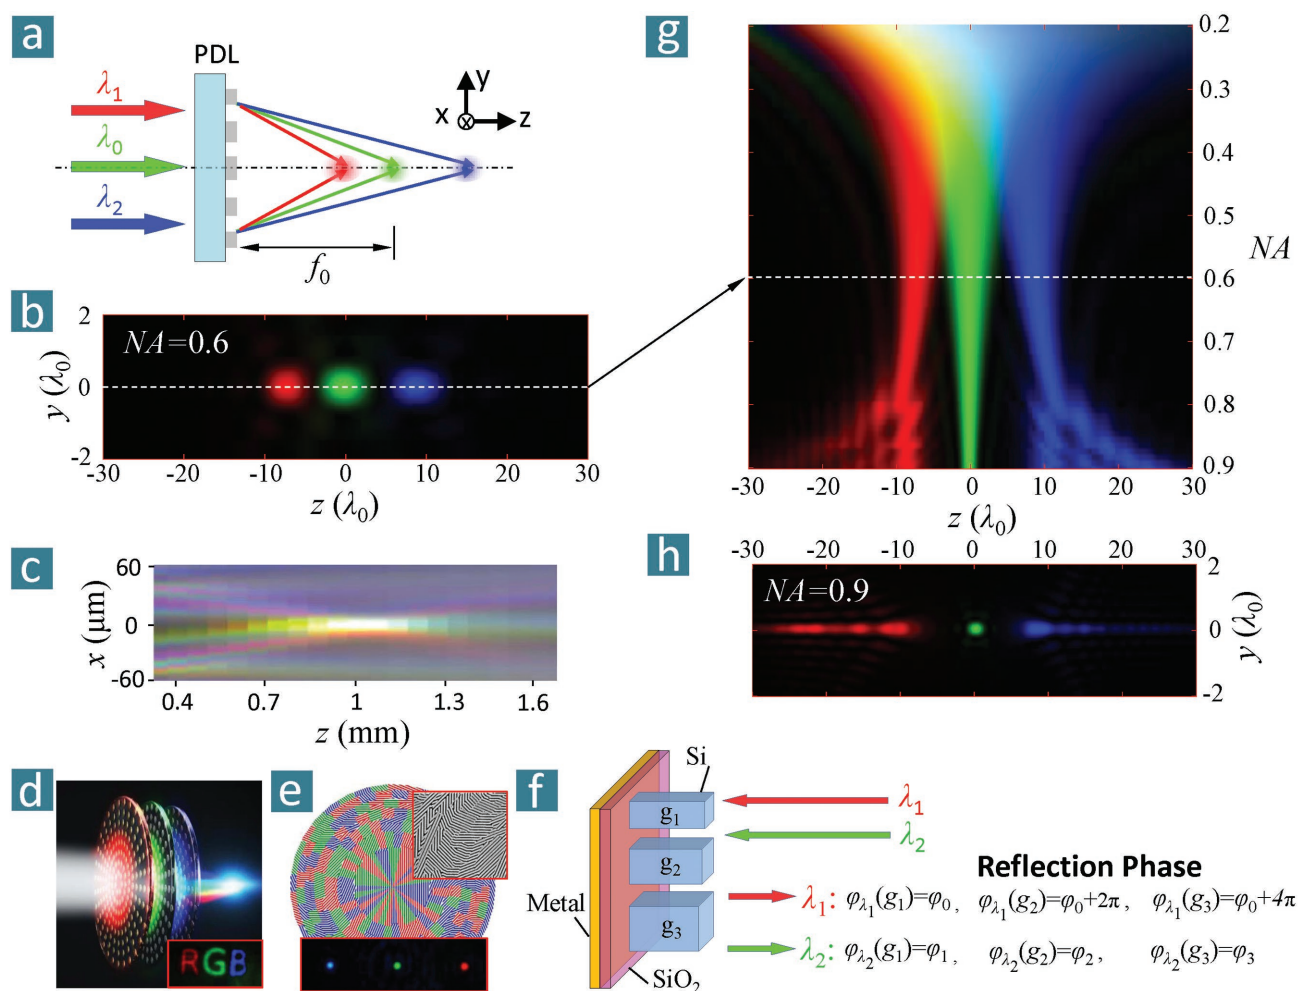 a
PDL
λ1
λ0
λ2
y
x
z
f0
b
NA=0.6
y (λ0)
2
0
-2
-30 -20 -10 0 10 20 30
z (λ0)
c
x (μm)
60
0
-60
0.4 0.7 1 1.3 1.6
z (mm)
d
RGB
e
f
Si
g1
g2
g3
Metal
SiO2
λ1
λ2
Reflection Phase
λ1: φλ1(g1)=φ0, φλ1(g2)=φ0+2π, φλ1(g3)=φ0+4π
λ2: φλ2(g1)=φ1, φλ2(g2)=φ2, φλ2(g3)=φ3
g
0.2
0.3
0.4
0.5
NA
0.6
0.7
0.8
0.9
-30 -20 -10 0 10 20 30
z (λ0)
h
-30 -20 -10 0 10 20 30
NA=0.9
2
0
-2
y (λ0)